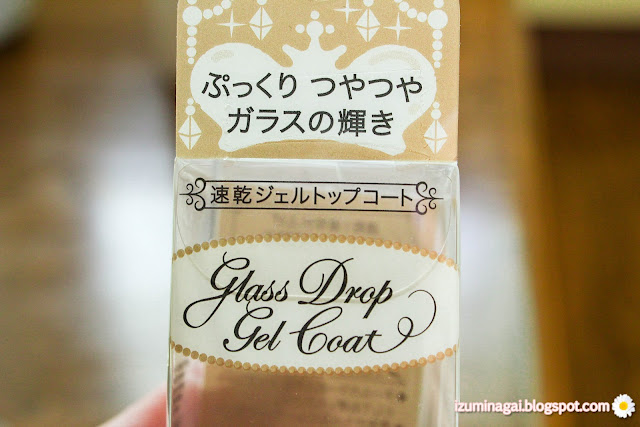 ぷっくり つやつや
ガラスの輝き
速乾ジェルトップコート
Glass Drop
Gel Coat
izuminagai.blogspot.com